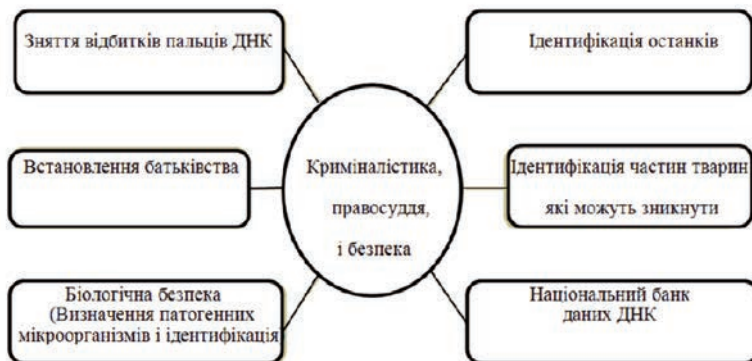 Зняття відбитків пальців ДНК
Ідентифікація останків
Встановлення батьківства
Криміналістика,
правосуддя,
і безпека
Ідентифікація частин тварин
які можуть зникнути
Біологічна безпека
(Визначення патогенних
мікроорганізмів і ідентифікація
Національний банк
даних ДНК